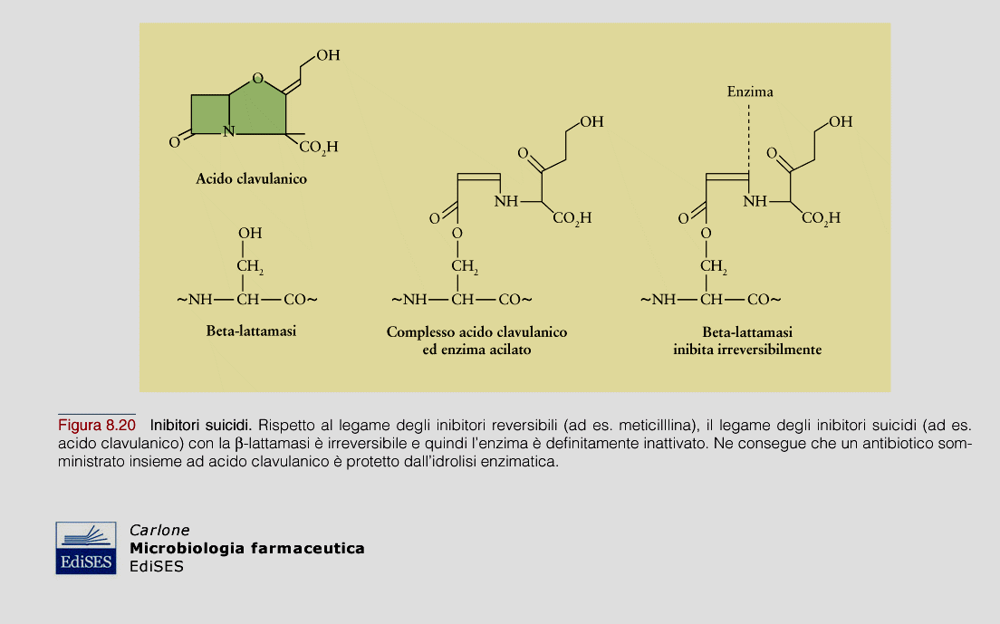 OH
O
N
O
CO2H
Acido clavulanico
OH
CH2
~NH—CH—CO~
Beta-lattamasi
OH
O
NH
O
CO2H
O
CH2
~NH—CH—CO~
Complesso acido clavulanico
ed enzima acilato
Enzima
OH
O
NH
O
CO2H
O
CH2
~NH—CH—CO~
Beta-lattamasi
inibita irreversibilmente
Figura 8.20 Inibitori suicidi. Rispetto al legame degli inibitori reversibili (ad es. meticilllina), il legame degli inibitori suicidi (ad es.
acido clavulanico) con la β-lattamasi è irreversibile e quindi l'enzima è definitamente inattivato. Ne consegue che un antibiotico som-
ministrato insieme ad acido clavulanico è protetto dall'idrolisi enzimatica.
EdiSES
Carlone
Microbiologia farmaceutica
EdiSES